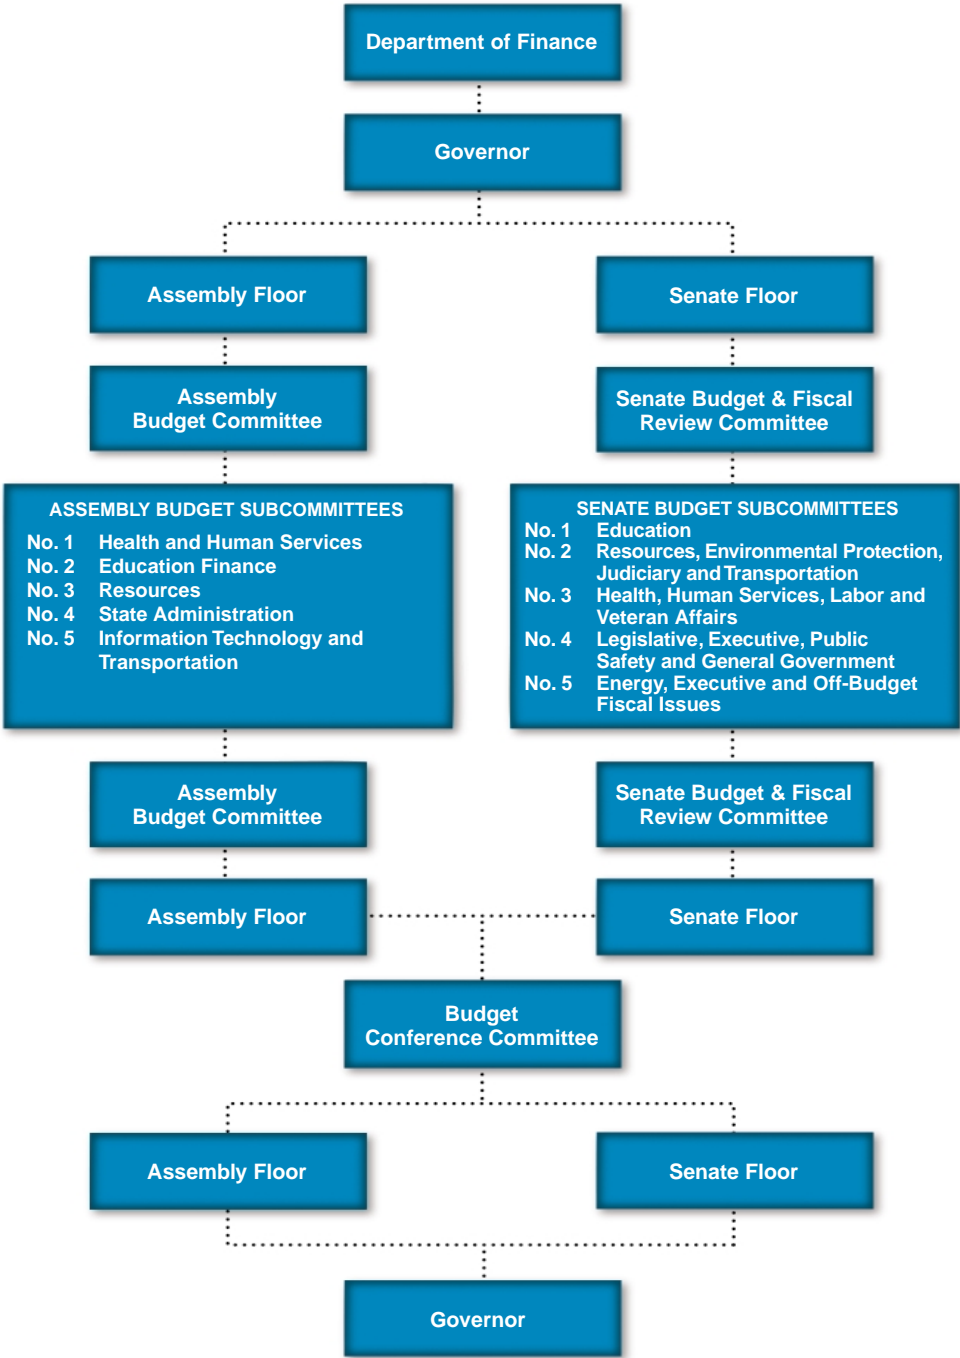 Department of Finance
Governor
Assembly Floor
Senate Floor
Assembly
Budget Committee
Senate Budget & Fiscal
Review Committee
ASSEMBLY BUDGET SUBCOMMITTEES
No. 1 Health and Human Services
No. 2 Education Finance
No. 3 Resources
No. 4 State Administration
No. 5 Information Technology and
Transportation
SENATE BUDGET SUBCOMMITTEES
No. 1 Education
No. 2 Resources, Environmental Protection,
Judiciary and Transportation
No. 3 Health, Human Services, Labor and
Veteran Affairs
No. 4 Legislative, Executive, Public
Safety and General Government
No. 5 Energy, Executive and Off-Budget
Fiscal Issues
Assembly
Budget Committee
Senate Budget & Fiscal
Review Committee
Assembly Floor
Senate Floor
Budget
Conference Committee
Assembly Floor
Senate Floor
Governor